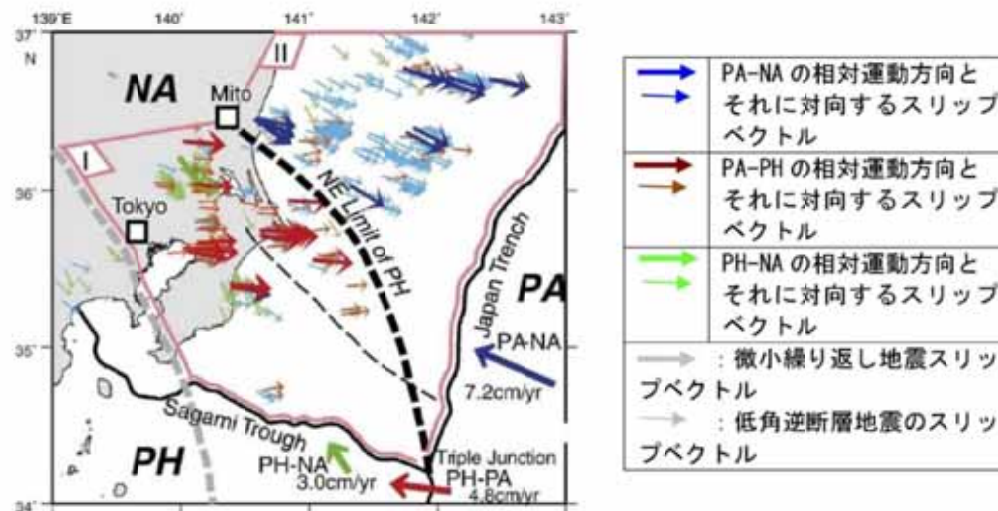 139°E 140° 141° 142° 143°
37°
N
II
NA
Mito
I
36°
Tokyo
NE Limit of PH
Japan Trench
PA
35°
PA-NA
7.2cm/yr
Sagami Trough
PH
PH-NA
3.0cm/yr
Triple Junction
PH-PA
4.8cm/yr
34°
PA-NA の相対運動方向と
それに対向するスリップ
ベクトル
PA-PH の相対運動方向と
それに対向するスリップ
ベクトル
PH-NA の相対運動方向と
それに対向するスリップ
ベクトル
：微小繰り返し地震スリッ
プベクトル
：低角逆断層地震のスリッ
プベクトル